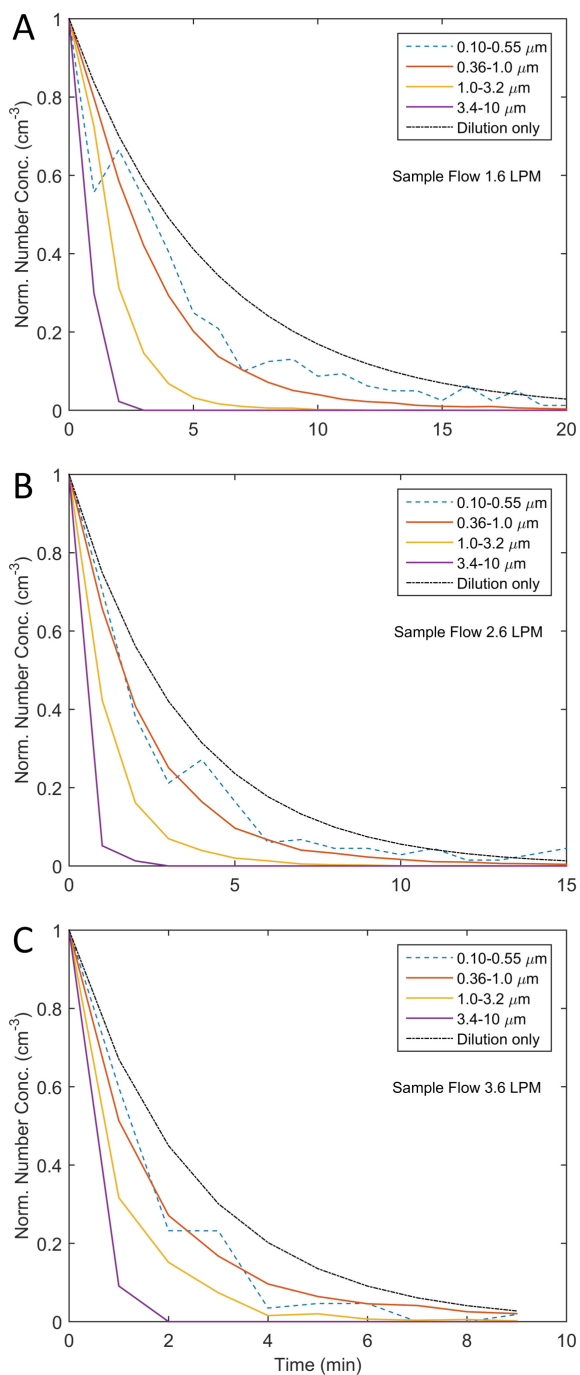 A
Norm. Number Conc. (cm-3)
1
0.8
0.6
0.4
0.2
0
0.10-0.55 μm
0.36-1.0 μm
1.0-3.2 μm
3.4-10 μm
Dilution only
Sample Flow 1.6 LPM
0 5 10 15 20
B
Norm. Number Conc. (cm-3)
1
0.8
0.6
0.4
0.2
0
0.10-0.55 μm
0.36-1.0 μm
1.0-3.2 μm
3.4-10 μm
Dilution only
Sample Flow 2.6 LPM
0 5 10 15
C
Norm. Number Conc. (cm-3)
1
0.8
0.6
0.4
0.2
0
0.10-0.55 μm
0.36-1.0 μm
1.0-3.2 μm
3.4-10 μm
Dilution only
Sample Flow 3.6 LPM
0 2 4 6 8 10
Time (min)